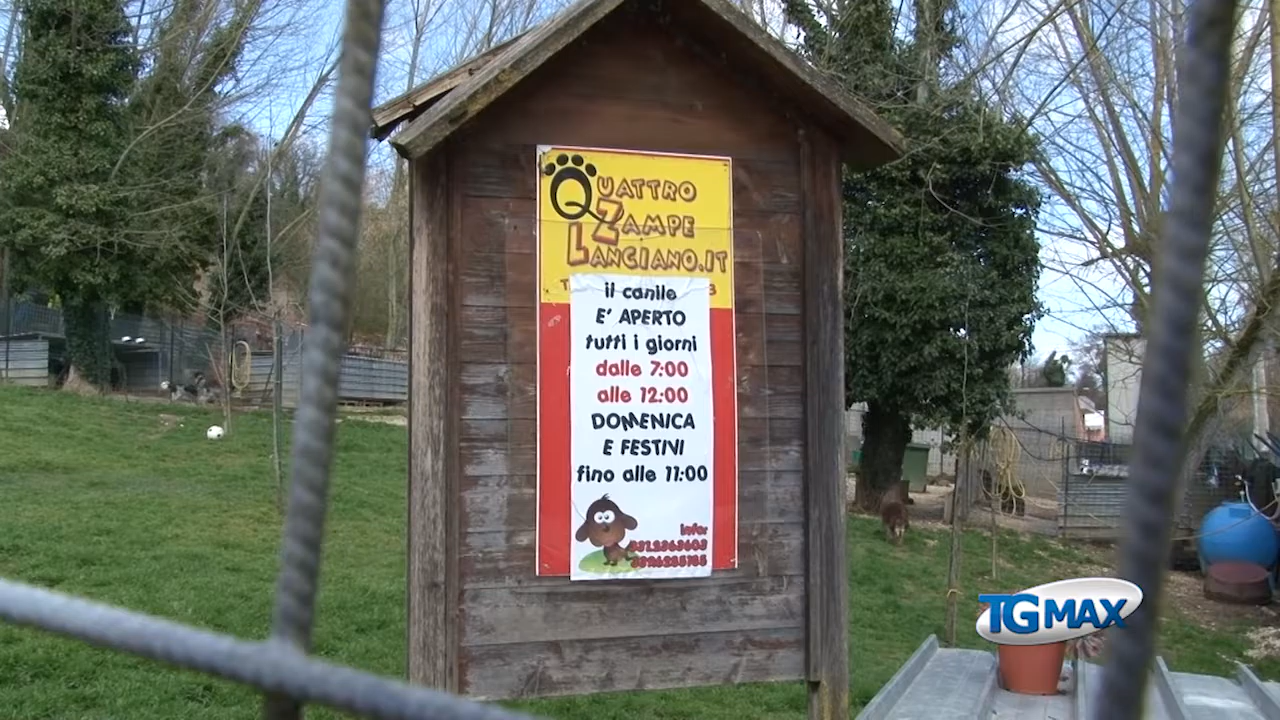 QUATTRO
ZAMPE
LANCIANO.IT
il canile
E' APERTO
tutti i giorni
dalle 7:00
alle 12:00
DOMENICA
E FESTIVI
fino alle 11:00
info:
TGMAX